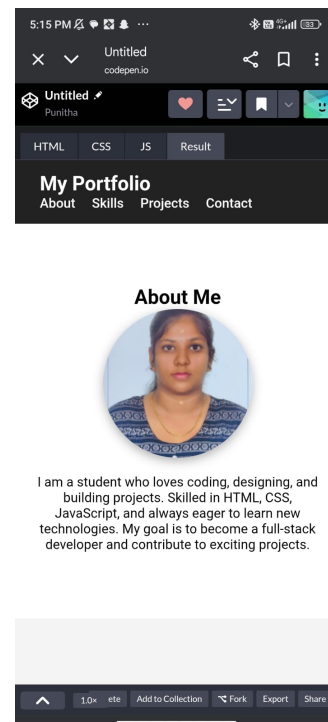 5:15 PM
4G+
33
Untitled
codepen.io
Untitled
Punitha
HTML CSS JS Result
My Portfolio
About Skills Projects Contact
About Me
I am a student who loves coding, designing, and
building projects. Skilled in HTML, CSS,
JavaScript, and always eager to learn new
technologies. My goal is to become a full-stack
developer and contribute to exciting projects.
1.0× ete Add to Collection Fork Export Share